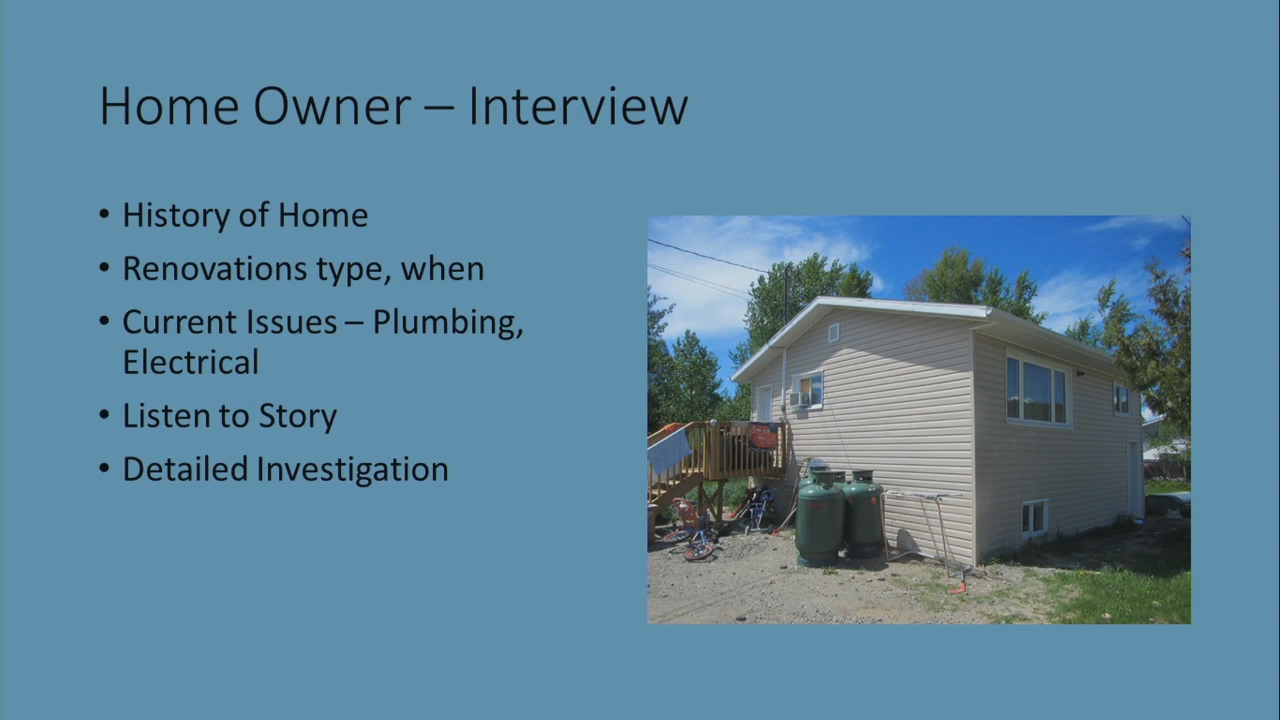 Home Owner – Interview
• History of Home
• Renovations type, when
• Current Issues – Plumbing,
Electrical
• Listen to Story
• Detailed Investigation